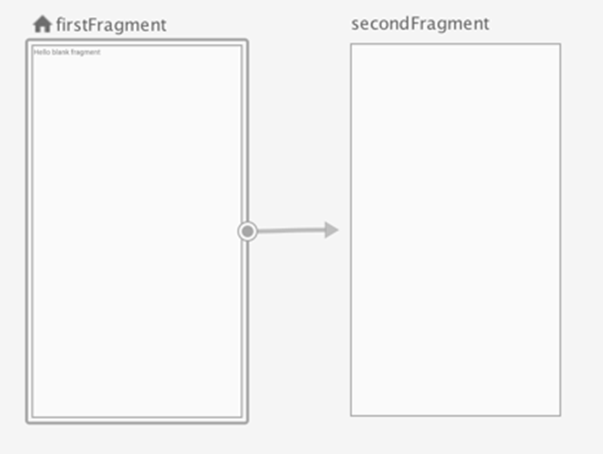 firstFragment
secondFragment
Hello blank fragment